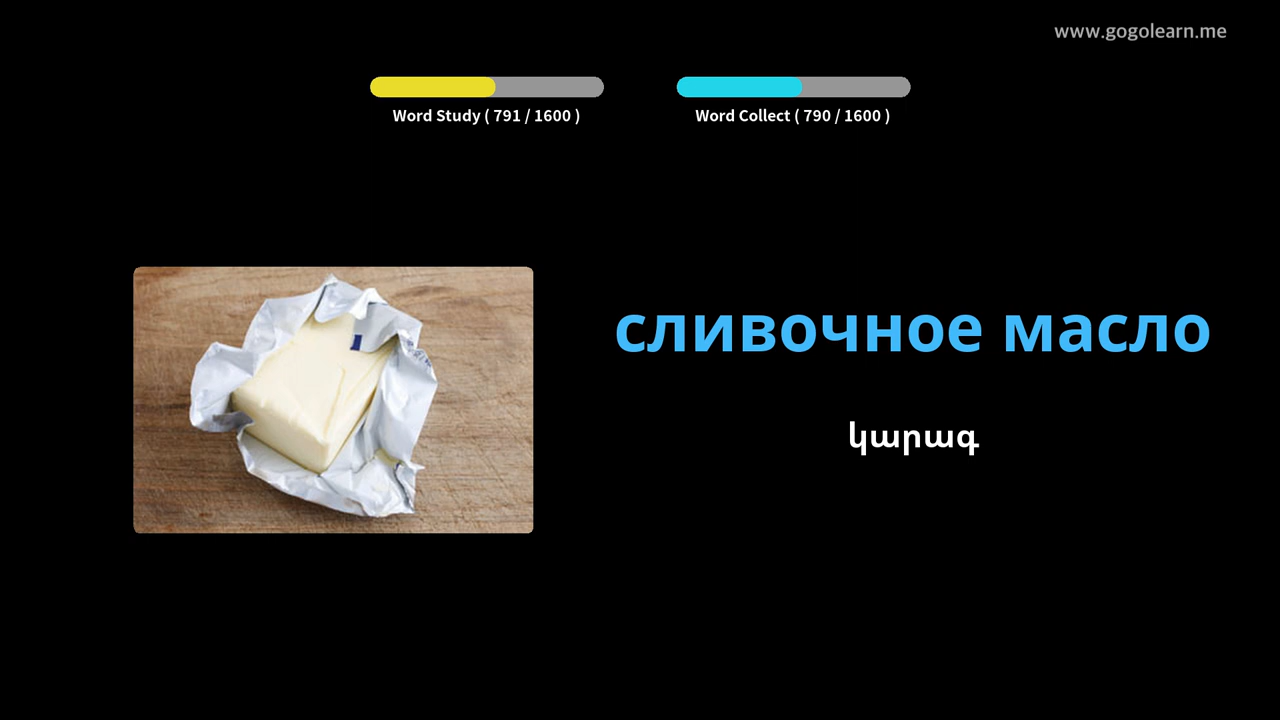 www.gogolearn.me
Word Study ( 791 / 1600 )
Word Collect ( 790 / 1600 )
сливочное масло
կարագ